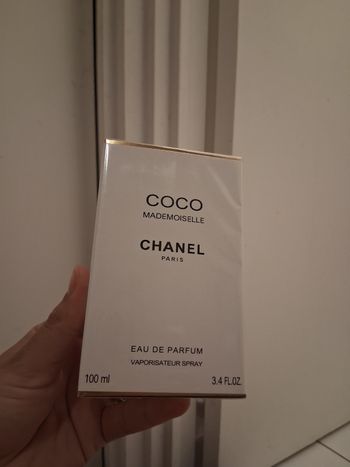 COCO
MADEMOISELLE
CHANEL
PARIS
EAU DE PARFUM
VAPORISATEUR SPRAY
100 ml 3.4 FL.OZ.